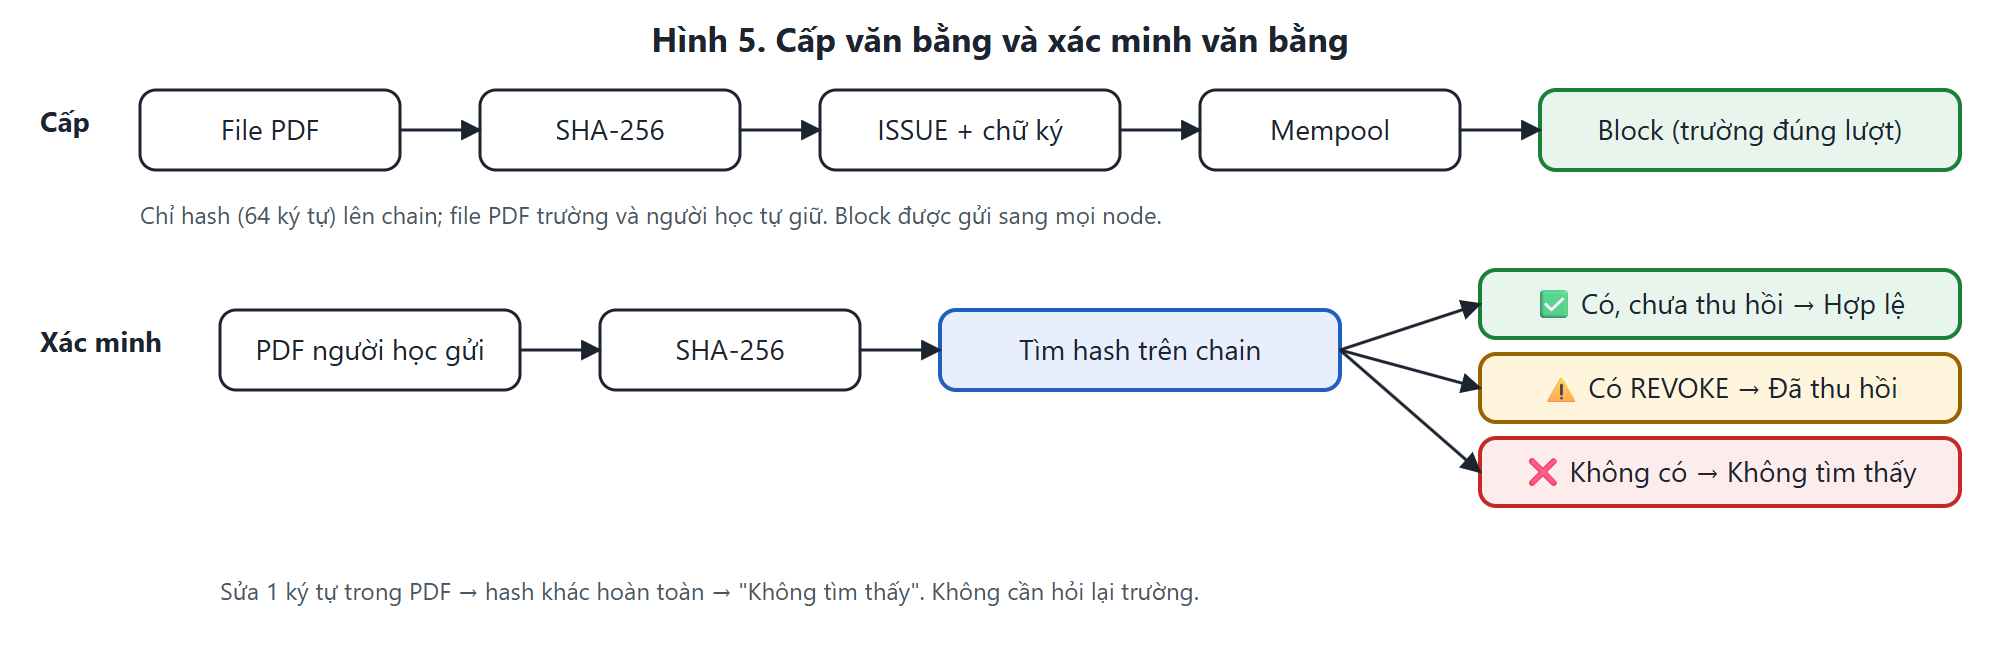 Hình 5. Cấp văn bằng và xác minh văn bằng
Cấp
File PDF
SHA-256
ISSUE + chữ ký
Mempool
Block (trường đúng lượt)
Chỉ hash (64 ký tự) lên chain; file PDF trường và người học tự giữ. Block được gửi sang mọi node.
Xác minh
PDF người học gửi
SHA-256
Tìm hash trên chain
✅ Có, chưa thu hồi → Hợp lệ
⚠️ Có REVOKE → Đã thu hồi
❌ Không có → Không tìm thấy
Sửa 1 ký tự trong PDF → hash khác hoàn toàn → "Không tìm thấy". Không cần hỏi lại trường.